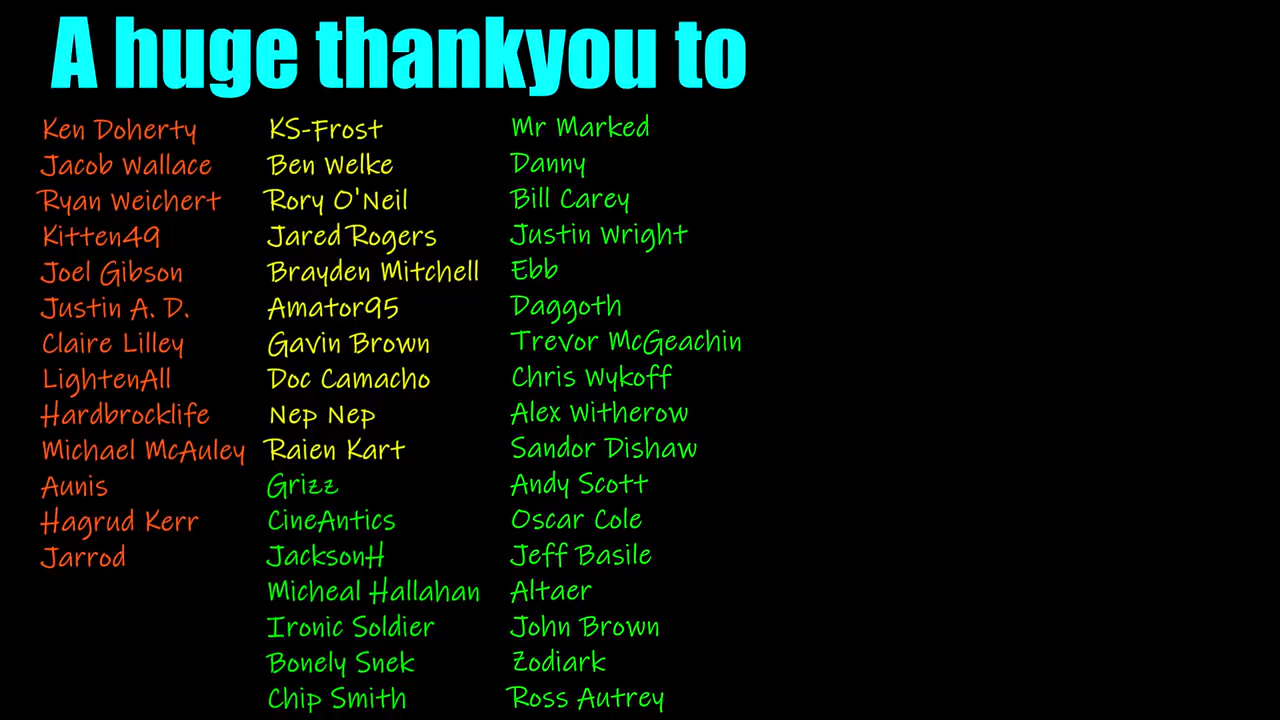 A huge thankyou to
Ken Doherty
Jacob Wallace
Ryan Weichert
Kitten49
Joel Gibson
Justin A. D.
Claire Lilley
LightenAll
Hardbrocklife
Michael McAuley
Aunis
Hagrud Kerr
Jarrod
KS-Frost
Ben Welke
Rory O'Neil
Jared Rogers
Brayden Mitchell
Amator95
Gavin Brown
Doc Camacho
Nep Nep
Raien Kart
Grizz
CineAntics
JacksonH
Micheal Hallahan
Ironic Soldier
Bonely Snek
Chip Smith
Mr Marked
Danny
Bill Carey
Justin Wright
Ebb
Daggoth
Trevor McGeachin
Chris Wykoff
Alex Witherow
Sandor Dishaw
Andy Scott
Oscar Cole
Jeff Basile
Altaer
John Brown
Zodiark
Ross Autrey